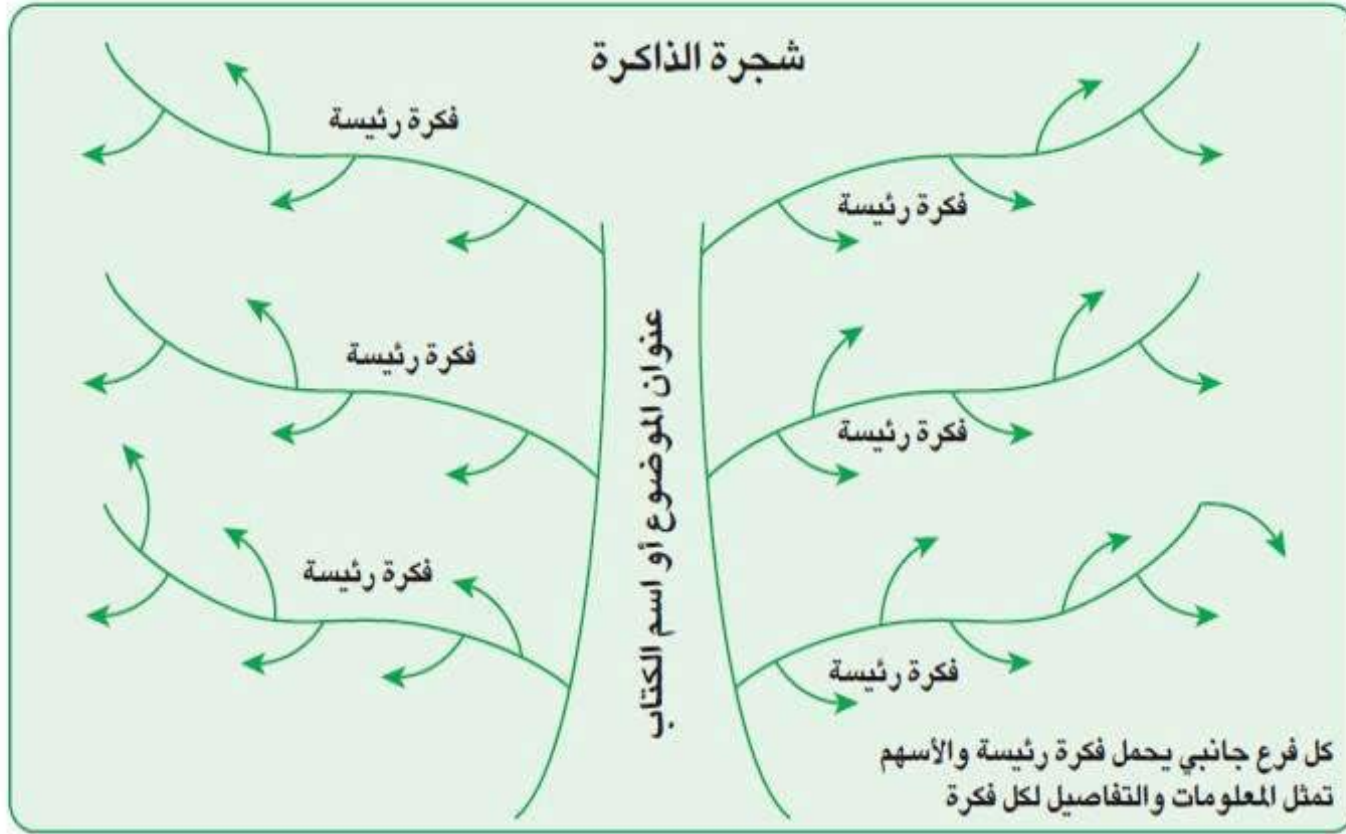 شجرة الذاكرة
فكرة رئيسة
فكرة رئيسة
فكرة رئيسة
فكرة رئيسة
فكرة رئيسة
فكرة رئيسة
عنوان الموضوع أو اسم الكتاب
كل فرع جانبي يحمل فكرة رئيسة والأسهم
تمثل المعلومات والتفاصيل لكل فكرة